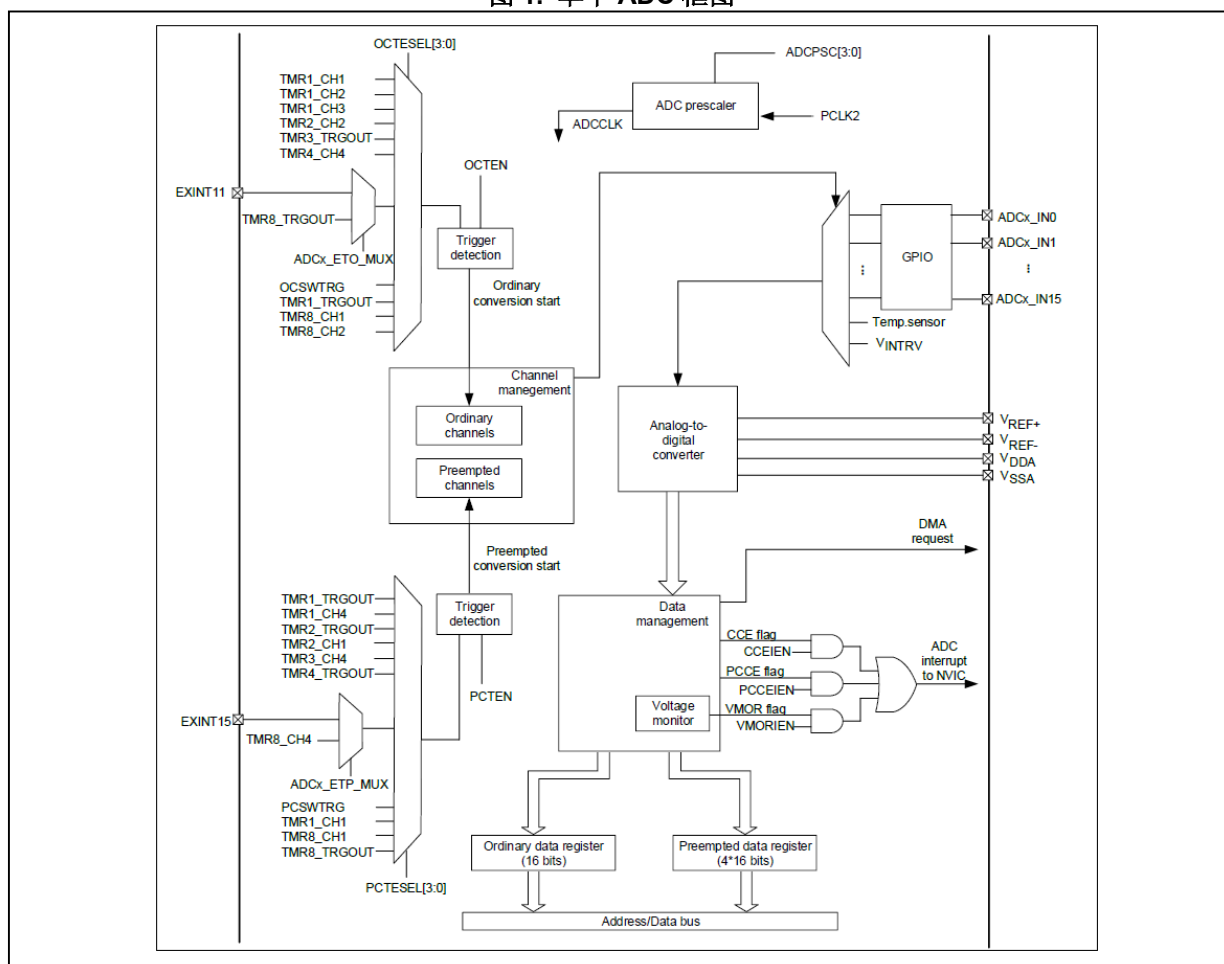 OCTESEL[3:0]
TMR1_CH1
TMR1_CH2
TMR1_CH3
TMR2_CH2
TMR3_TRGOUT
TMR4_CH4
EXINT11
TMR8_TRGOUT
ADCx_ETO_MUX
OCSWTRG
TMR1_TRGOUT
TMR8_CH1
TMR8_CH2
OCTEN
Trigger
detection
Ordinary
conversion start
ADCPSC[3:0]
ADC prescaler
ADCCLK
PCLK2
GPIO
ADCx_IN0
ADCx_IN1
ADCx_IN15
Temp.sensor
VINTRV
Channel
manegement
Ordinary
channels
Preempted
channels
Analog-to-
digital
converter
VREF+
VREF-
VDDA
VSSA
Preempted
conversion start
TMR1_TRGOUT
TMR1_CH4
TMR2_TRGOUT
TMR2_CH1
TMR3_CH4
TMR4_TRGOUT
EXINT15
TMR8_CH4
ADCx_ETP_MUX
PCSWTRG
TMR1_CH1
TMR8_CH1
TMR8_TRGOUT
PCTESEL[3:0]
Trigger
detection
PCTEN
DMA
request
Data
management
CCE flag
CCEIEN
PCCE flag
PCCEIEN
Voltage
monitor
VMOR flag
VMORIEN
ADC
interrupt
to NVIC
Ordinary data register
(16 bits)
Preempted data register
(4*16 bits)
Address/Data bus